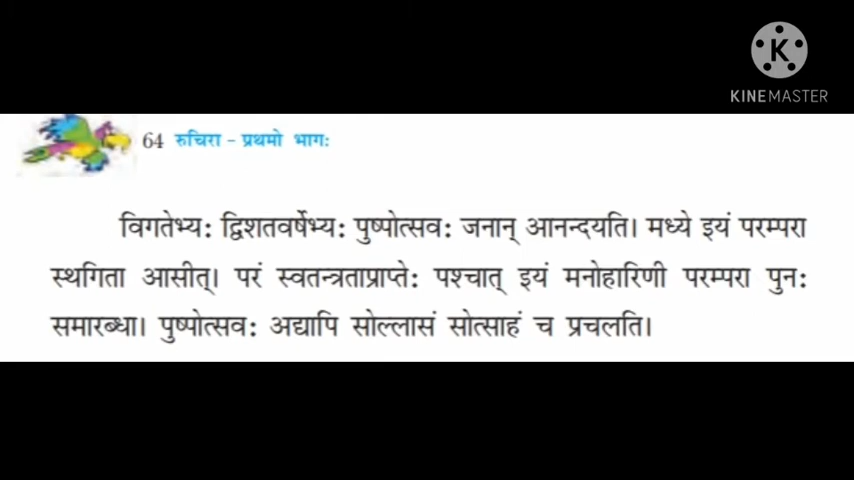 KINEMASTER
64 रुचिरा - प्रथमो भागः
विगतेभ्यः द्विशतवर्षेभ्यः पुष्पोत्सवः जनान् आनन्दयति। मध्ये इयं परम्परा
स्थगिता आसीत्। परं स्वतन्त्रताप्राप्तेः पश्चात् इयं मनोहारिणी परम्परा पुनः
समारब्धा। पुष्पोत्सवः अद्यापि सोल्लासं सोत्साहं च प्रचलति।